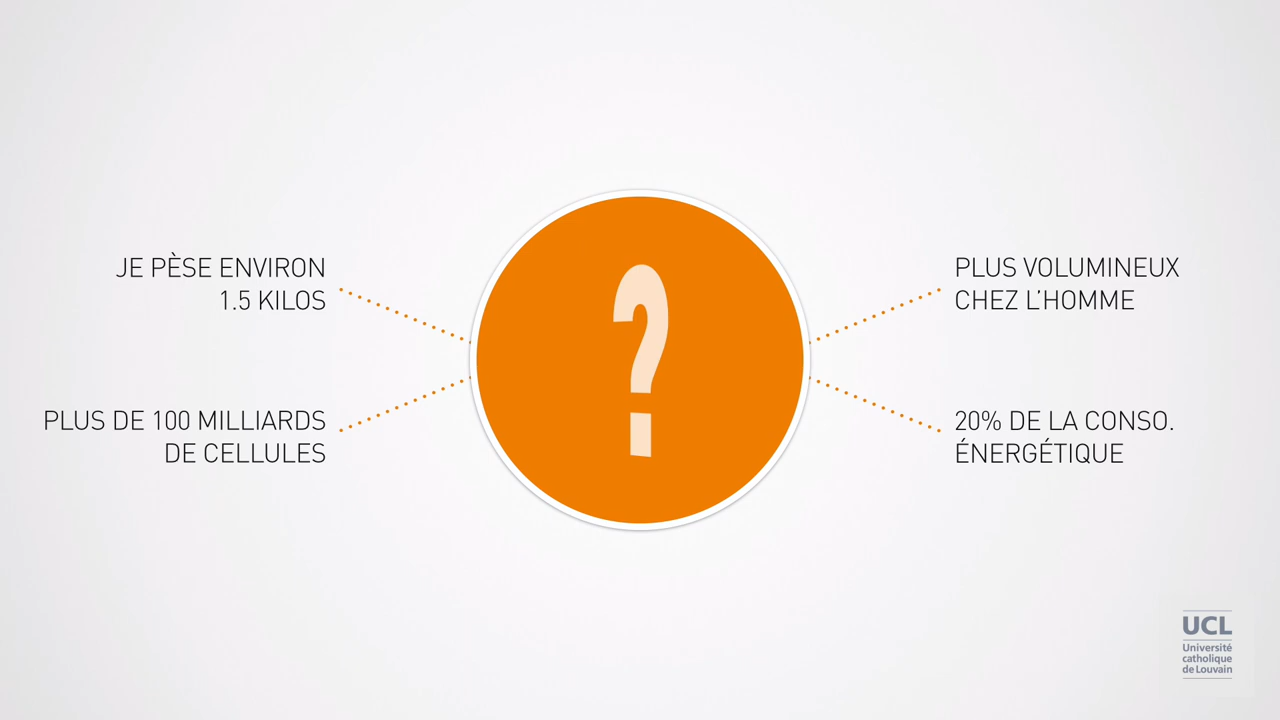 JE PÈSE ENVIRON
1.5 KILOS
PLUS DE 100 MILLIARDS
DE CELLULES
?
PLUS VOLUMINEUX
CHEZ L'HOMME
20% DE LA CONSO.
ÉNERGÉTIQUE
UCL
Université
catholique
de Louvain